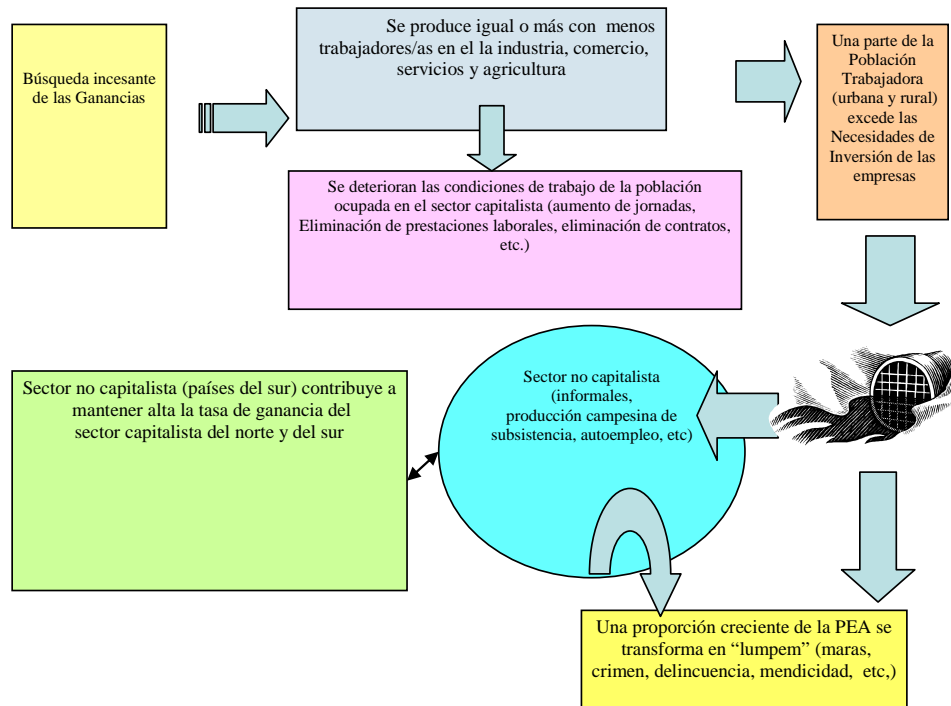 Búsqueda incesante
de las Ganancias
Se produce igual o más con menos
trabajadores/as en el la industria, comercio,
servicios y agricultura
Una parte de la
Población
Trabajadora
(urbana y rural)
excede las
Necesidades de
Inversión de las
empresas
Se deterioran las condiciones de trabajo de la población
ocupada en el sector capitalista (aumento de jornadas,
Eliminación de prestaciones laborales, eliminación de contratos,
etc.)
Sector no capitalista (países del sur) contribuye a
mantener alta la tasa de ganancia del
sector capitalista del norte y del sur
Sector no capitalista
(informales,
producción campesina de
subsistencia, autoempleo, etc)
Una proporción creciente de la PEA se
transforma en “lumpem” (maras,
crimen, delincuencia, mendicidad, etc,)